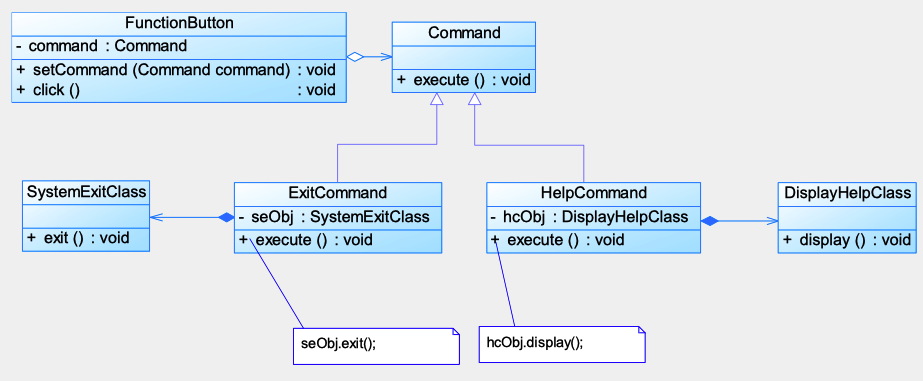 FunctionButton
- command : Command
+ setCommand (Command command) : void
+ click () : void
Command
+ execute () : void
SystemExitClass
+ exit () : void
ExitCommand
- seObj : SystemExitClass
+ execute () : void
HelpCommand
- hcObj : DisplayHelpClass
+ execute () : void
DisplayHelpClass
+ display () : void
seObj.exit();
hcObj.display();